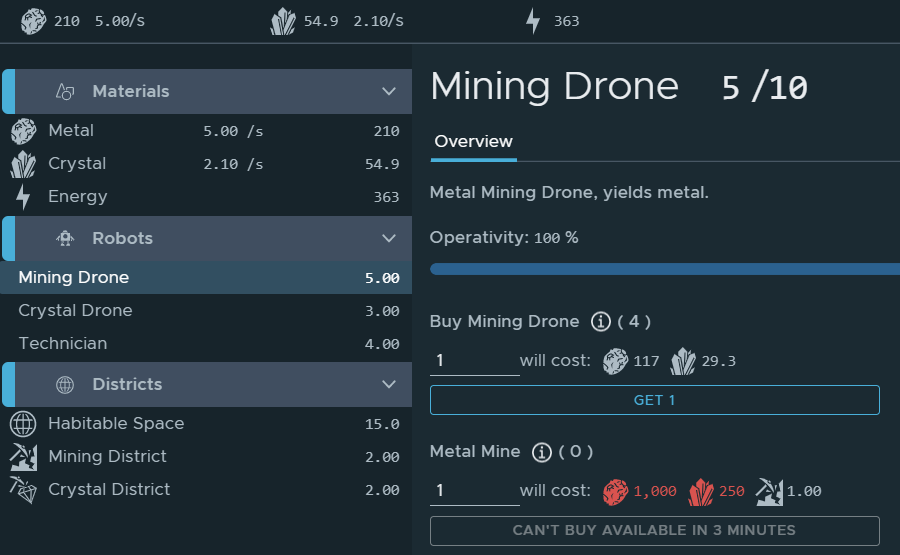 210 5.00/s 54.9 2.10/s 363
Materials
Metal 5.00 /s 210
Crystal 2.10 /s 54.9
Energy 363
Robots
Mining Drone 5.00
Crystal Drone 3.00
Technician 4.00
Districts
Habitable Space 15.0
Mining District 2.00
Crystal District 2.00
Mining Drone 5 /10
Overview
Metal Mining Drone, yields metal.
Operativity: 100 %
Buy Mining Drone ( 4 )
1 will cost: 117 29.3
GET 1
Metal Mine ( 0 )
1 will cost: 1,000 250 1.00
CAN'T BUY AVAILABLE IN 3 MINUTES